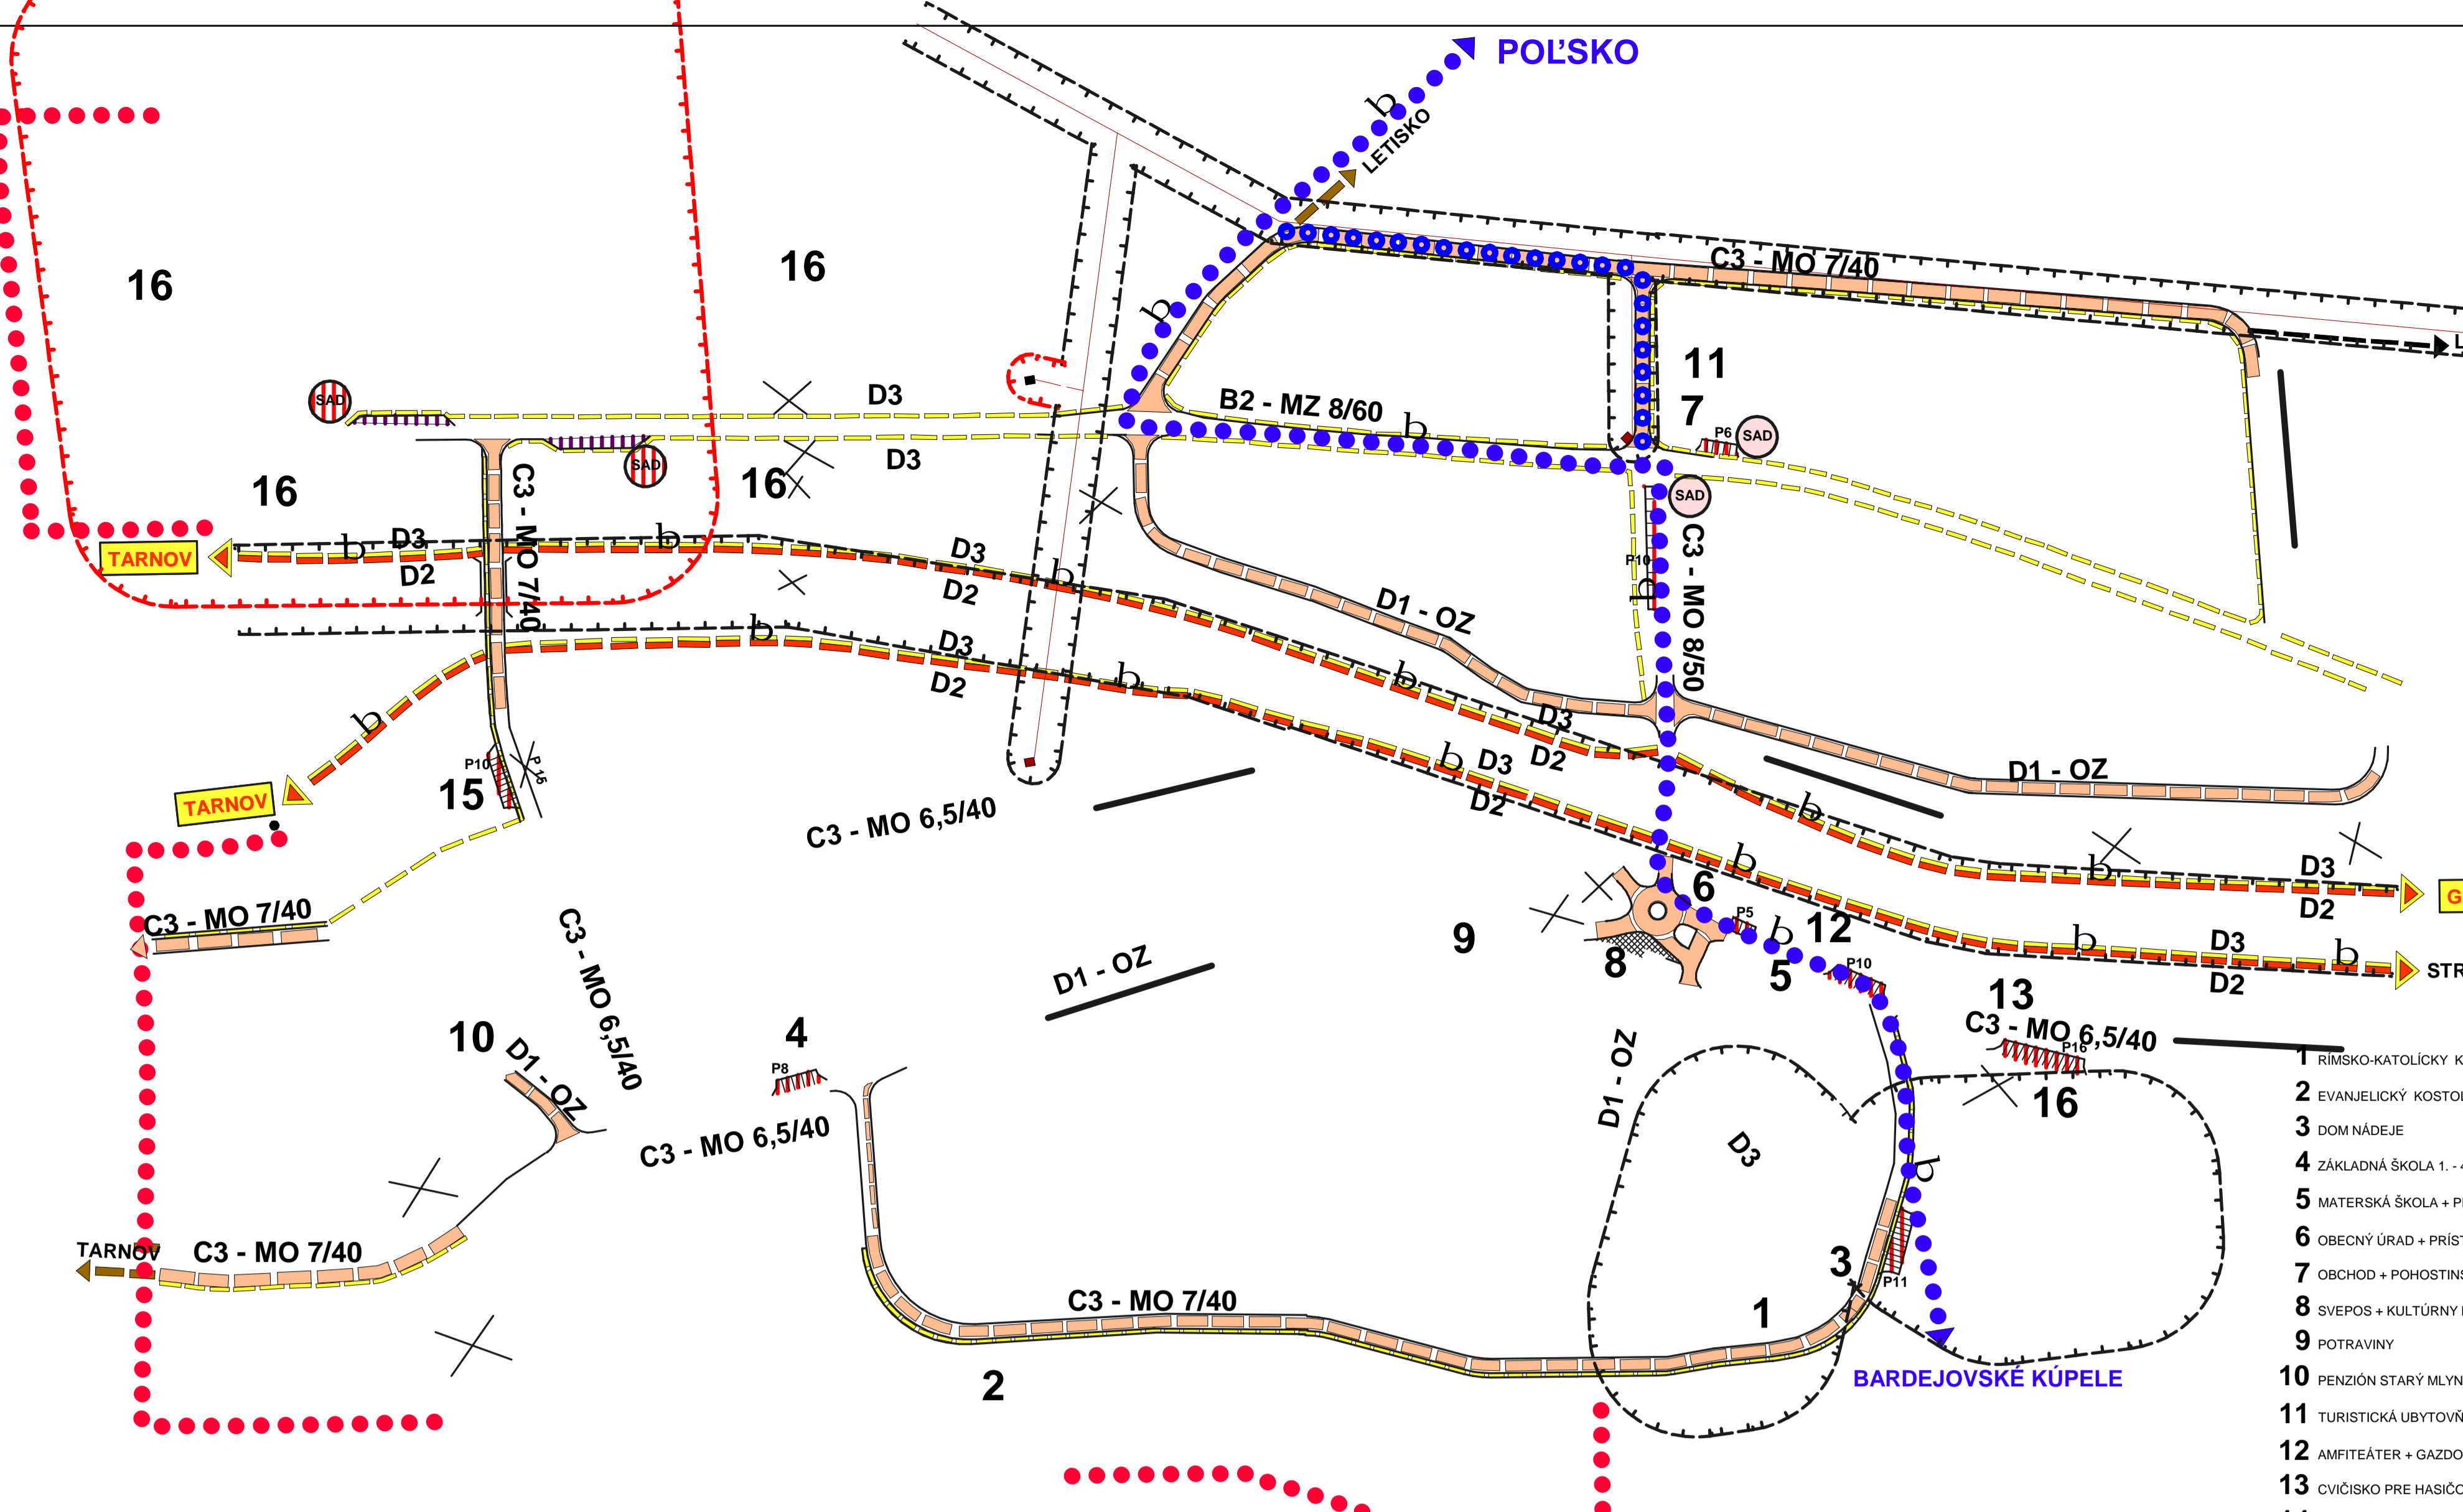 POĽSKO
b
LETISKO
C3 - MO 7/40
16
16
b
11
L
SAD
D3
B2 - MZ 8/60
b
7
P6
SAD
D3
SAD
16
16
C3 - MO 7/40
SAD
P10
b
C3 - MO 8/50
TARNOV
b
D3
D2
b
D3
D2
b
D1 - OZ
b
D3
D2
b
b
D3
D2
b
D3
D2
D1 - OZ
b
TARNOV
P10
P 15
15
C3 - MO 6,5/40
b
D3
D2
b
b
D3
D2
G
C3 - MO 7/40
C3 - MO 6,5/40
D1 - OZ
9
6
P5
b
12
8
5
P10
b
D3
D2
b
STR
13
C3 - MO 6,5/40
P16
16
10
D1 - OZ
4
P8
C3 - MO 6,5/40
D1 - OZ
D3
b
TARNOV
C3 - MO 7/40
C3 - MO 7/40
3
P11
1
2
BARDEJOVSKÉ KÚPELE
1 RÍMSKO-KATOLÍCKY K
2 EVANJELICKÝ KOSTOL
3 DOM NÁDEJE
4 ZÁKLADNÁ ŠKOLA 1. - 4
5 MATERSKÁ ŠKOLA + P
6 OBECNÝ ÚRAD + PRÍST
7 OBCHOD + POHOSTINS
8 SVEPOS + KULTÚRNY
9 POTRAVINY
10 PENZIÓN STARÝ MLYN
11 TURISTICKÁ UBYTOVŇ
12 AMFITEÁTER + GAZDO
13 CVIČISKO PRE HASIČO